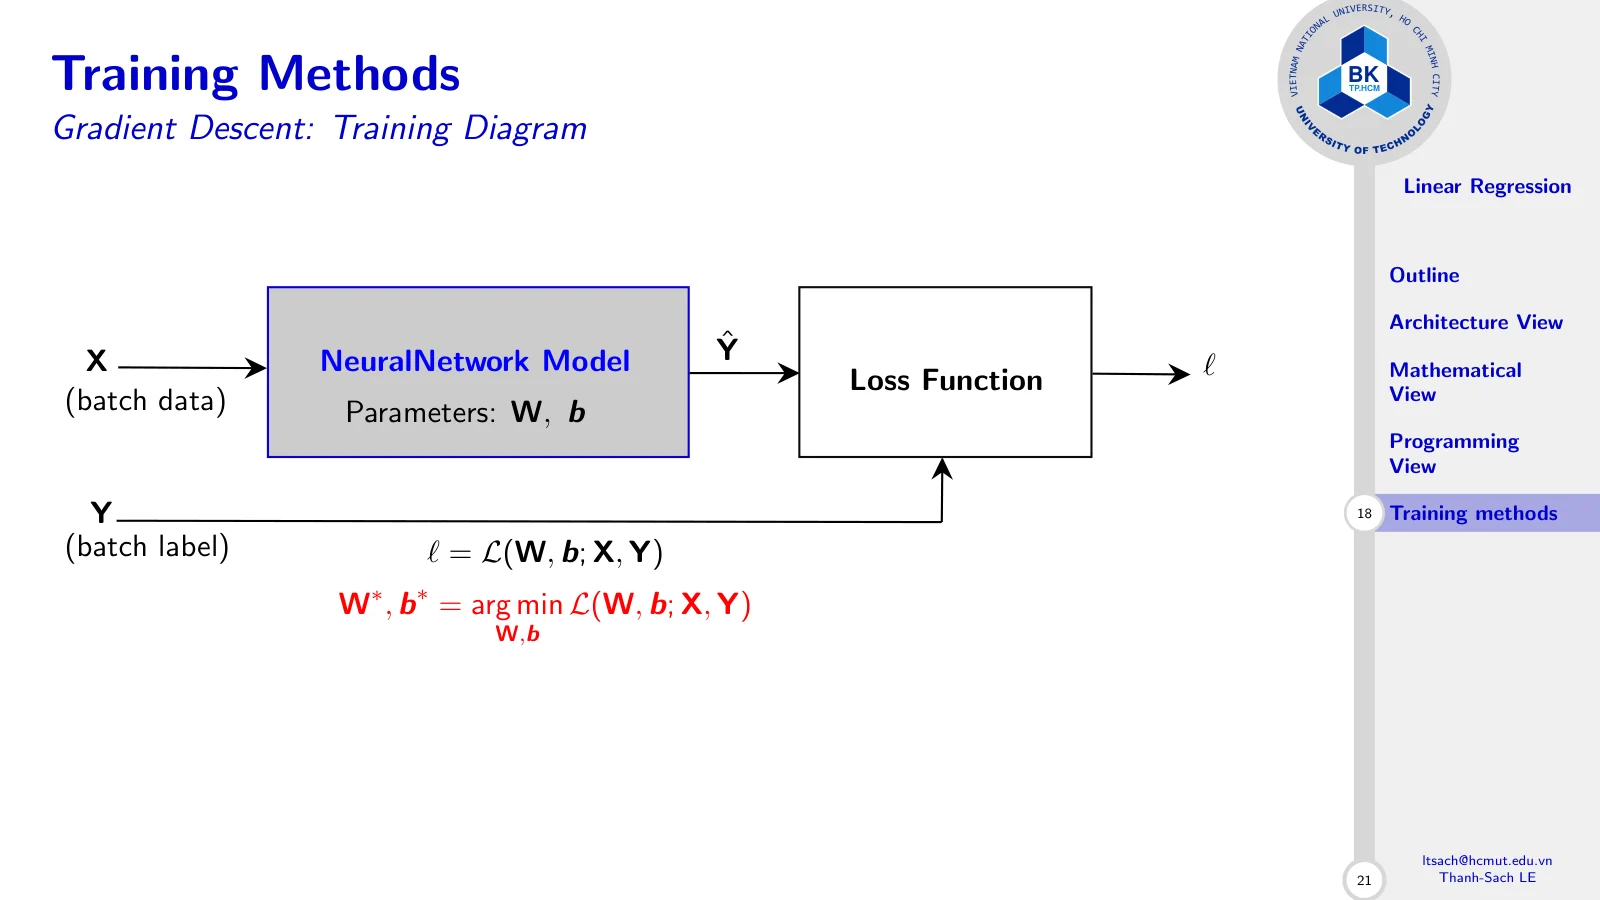 Training Methods
Gradient Descent: Training Diagram
X
(batch data)
NeuralNetwork Model
Parameters: W, b
Ŷ
Loss Function
ℓ
Y
(batch label)
ℓ = ℒ(W, b; X, Y)
W*, b* = arg min ℒ(W, b; X, Y)
W,b
VIETNAM NATIONAL UNIVERSITY, HO CHI MINH CITY
BK
TP.HCM
UNIVERSITY OF TECHNOLOGY
Linear Regression
Outline
Architecture View
Mathematical
View
Programming
View
18 Training methods
ltsach@hcmut.edu.vn
Thanh-Sach LE
21